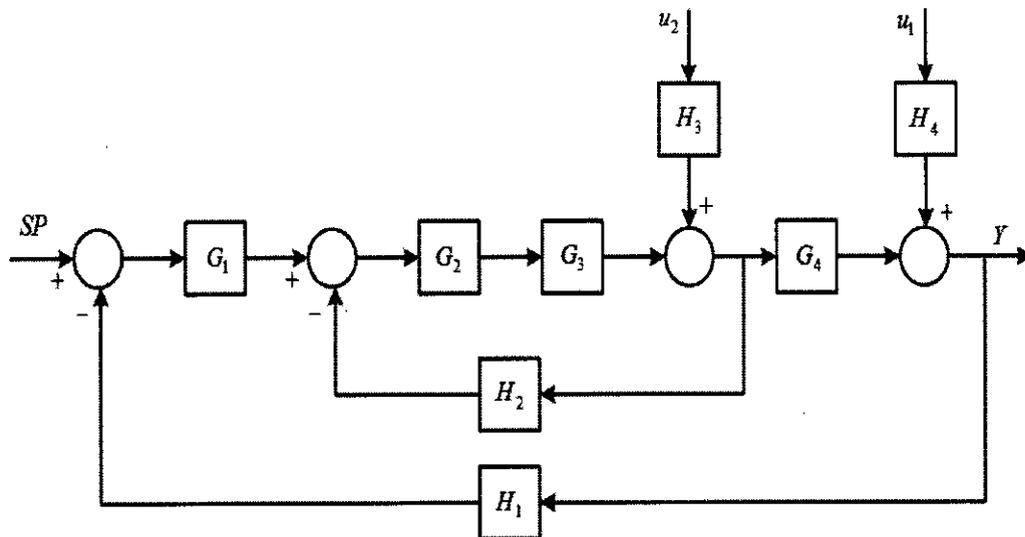 u₂
u₁
H₃
H₄
SP
+
−
G₁
+
−
G₂
G₃
+
G₄
+
Y
H₂
H₁